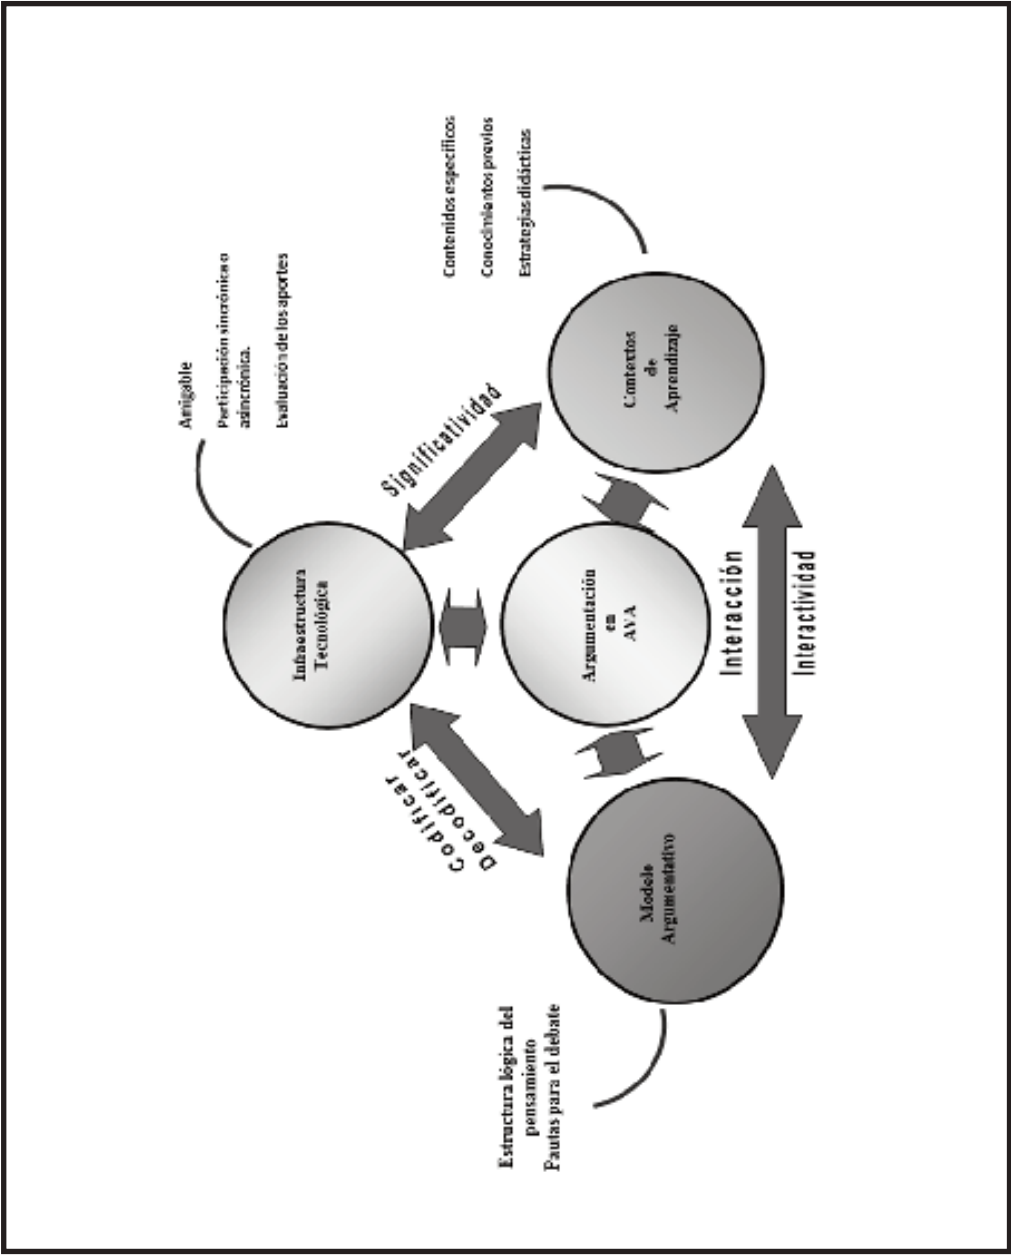 Amigable
Participación sincrónica o
asincrónica.
Evaluación de los aportes
Infraestructura
Tecnológica
Codificar
Decodificar
Significatividad
Contenidos específicos
Conocimientos previos
Estrategias didácticas
Estructura lógica del
pensamiento
Pautas para el debate
Argumentación
en
AVA
Contextos
de
Aprendizaje
Modelo
Argumentativo
Interacción
Interactividad